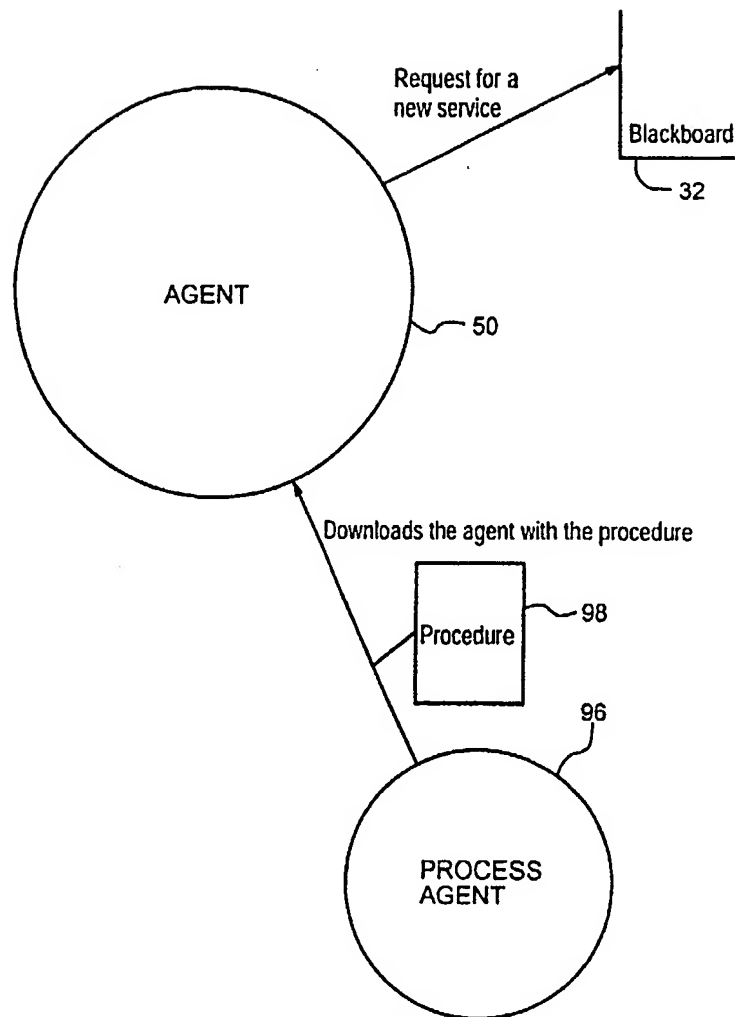 Request for a
new service
Blackboard
32
AGENT
50
Downloads the agent with the procedure
98
Procedure
96
PROCESS
AGENT